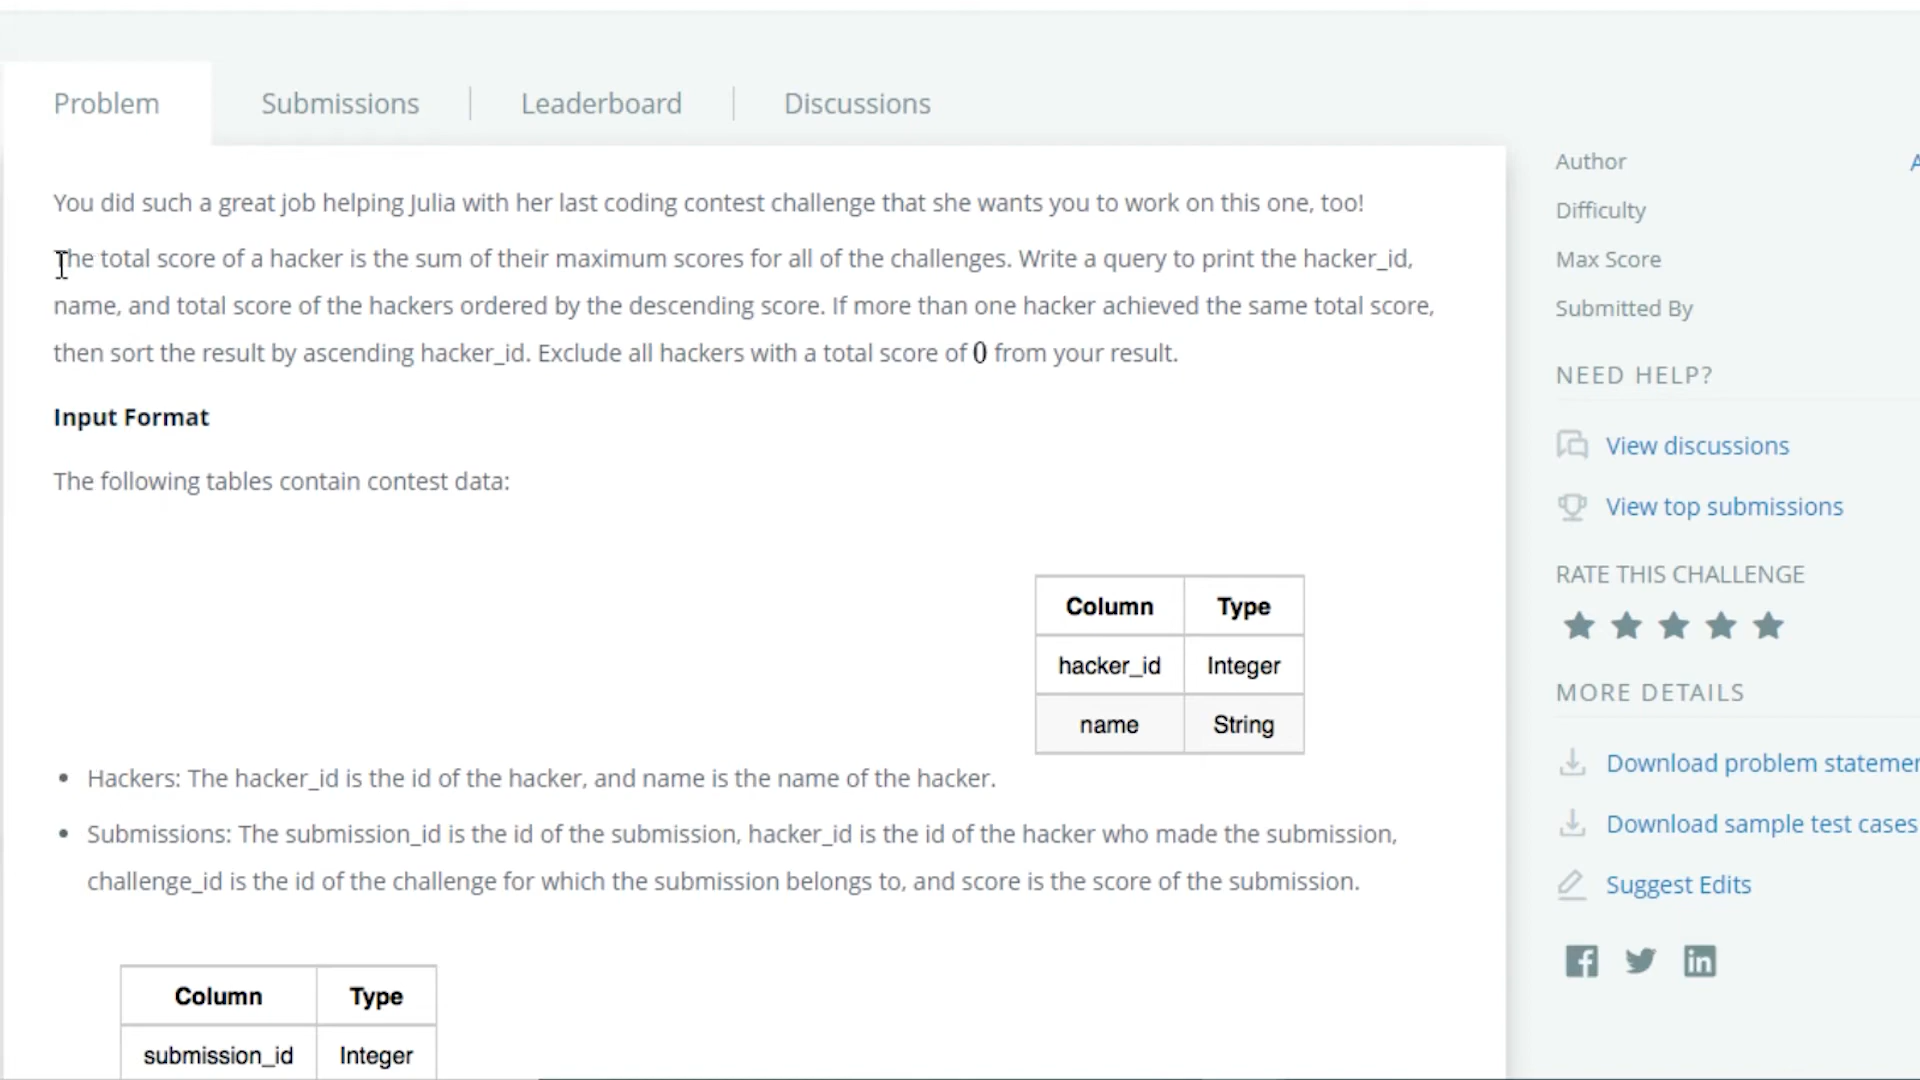 Problem
Submissions
Leaderboard
Discussions
You did such a great job helping Julia with her last coding contest challenge that she wants you to work on this one, too!
The total score of a hacker is the sum of their maximum scores for all of the challenges. Write a query to print the hacker_id,
name, and total score of the hackers ordered by the descending score. If more than one hacker achieved the same total score,
then sort the result by ascending hacker_id. Exclude all hackers with a total score of 0 from your result.
Input Format
The following tables contain contest data:
Column Type
hacker_id Integer
name String
Hackers: The hacker_id is the id of the hacker, and name is the name of the hacker.
Submissions: The submission_id is the id of the submission, hacker_id is the id of the hacker who made the submission,
challenge_id is the id of the challenge for which the submission belongs to, and score is the score of the submission.
Column Type
submission_id Integer
Author
Difficulty
Max Score
Submitted By
NEED HELP?
View discussions
View top submissions
RATE THIS CHALLENGE
MORE DETAILS
Download problem
Download sample test cases
Suggest Edits